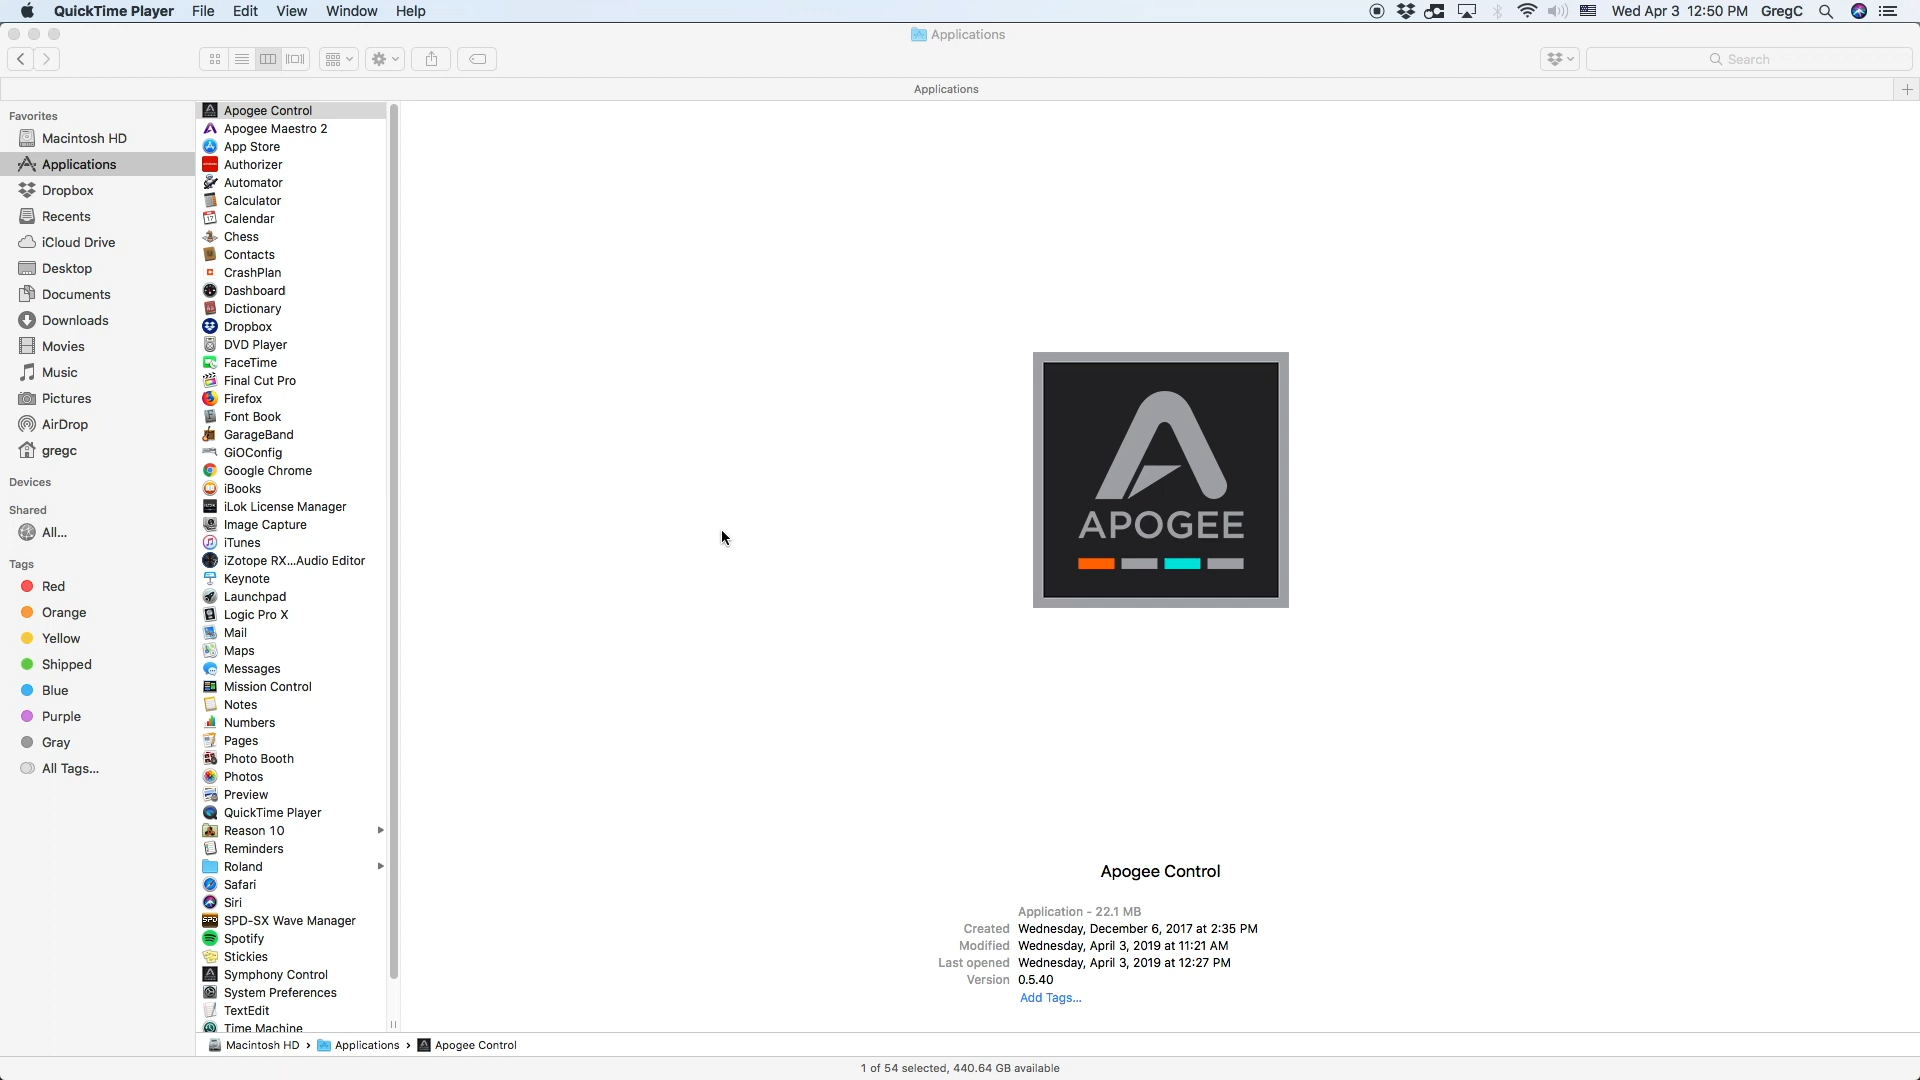 QuickTime Player File Edit View Window Help Wed Apr 3 12:50 PM GregC
Applications
Search
Applications
Favorites
Macintosh HD
Applications
Dropbox
Recents
iCloud Drive
Desktop
Documents
Downloads
Movies
Music
Pictures
AirDrop
gregc
Devices
Shared
All...
Tags
Red
Orange
Yellow
Shipped
Blue
Purple
Gray
All Tags...
Apogee Control
Apogee Maestro 2
App Store
Authorizer
Automator
Calculator
Calendar
Chess
Contacts
CrashPlan
Dashboard
Dictionary
Dropbox
DVD Player
FaceTime
Final Cut Pro
Firefox
Font Book
GarageBand
GiOConfig
Google Chrome
iBooks
iLok License Manager
Image Capture
iTunes
iZotope RX...Audio Editor
Keynote
Launchpad
Logic Pro X
Mail
Maps
Messages
Mission Control
Notes
Numbers
Pages
Photo Booth
Photos
Preview
QuickTime Player
Reason 10
Reminders
Roland
Safari
Siri
SPD-SX Wave Manager
Spotify
Stickies
Symphony Control
System Preferences
TextEdit
Time Machine
APOGEE
Apogee Control
Application - 22.1 MB
Created Wednesday, December 6, 2017 at 2:35 PM
Modified Wednesday, April 3, 2019 at 11:21 AM
Last opened Wednesday, April 3, 2019 at 12:27 PM
Version 0.5.40
Add Tags...
Macintosh HD › Applications › Apogee Control
1 of 54 selected, 440.64 GB available